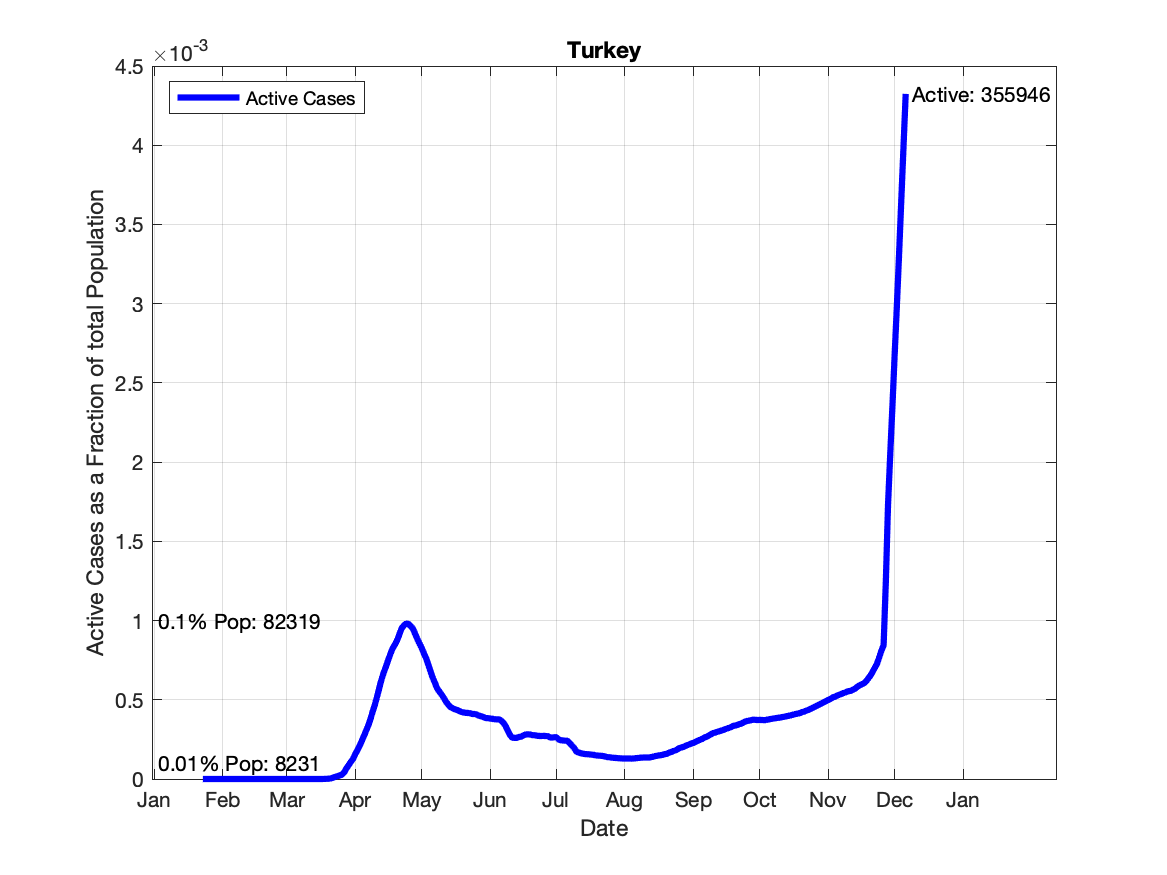 Turkey
×10-3
4.5
4
3.5
3
2.5
2
1.5
1
0.5
0
Active Cases as a Fraction of total Population
Active Cases
Active: 355946
0.1% Pop: 82319
0.01% Pop: 8231
Jan Feb Mar Apr May Jun Jul Aug Sep Oct Nov Dec Jan
Date